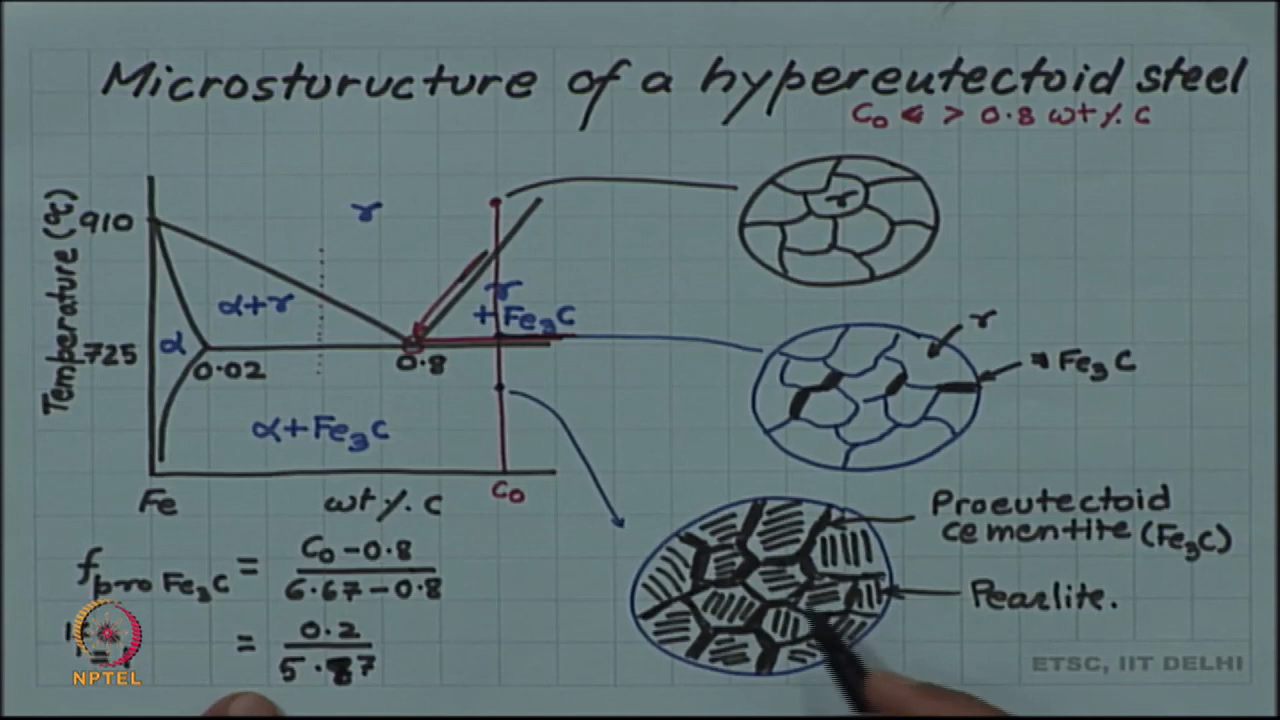 Microsturucture of a hypereutectoid steel
C₀ < > 0.8 wt % C
Temperature (°C)
910
725
γ
α+γ
α
γ
+ Fe₃C
0.02
0.8
α+Fe₃C
Fe
wt % C
C₀
γ
γ
Fe₃C
Proeutectoid
cementite (Fe₃C)
Pearlite.
f pro Fe₃C = C₀ − 0.8
6.67 − 0.8
= 0.2
5.87
NPTEL
ETSC, IIT DELHI